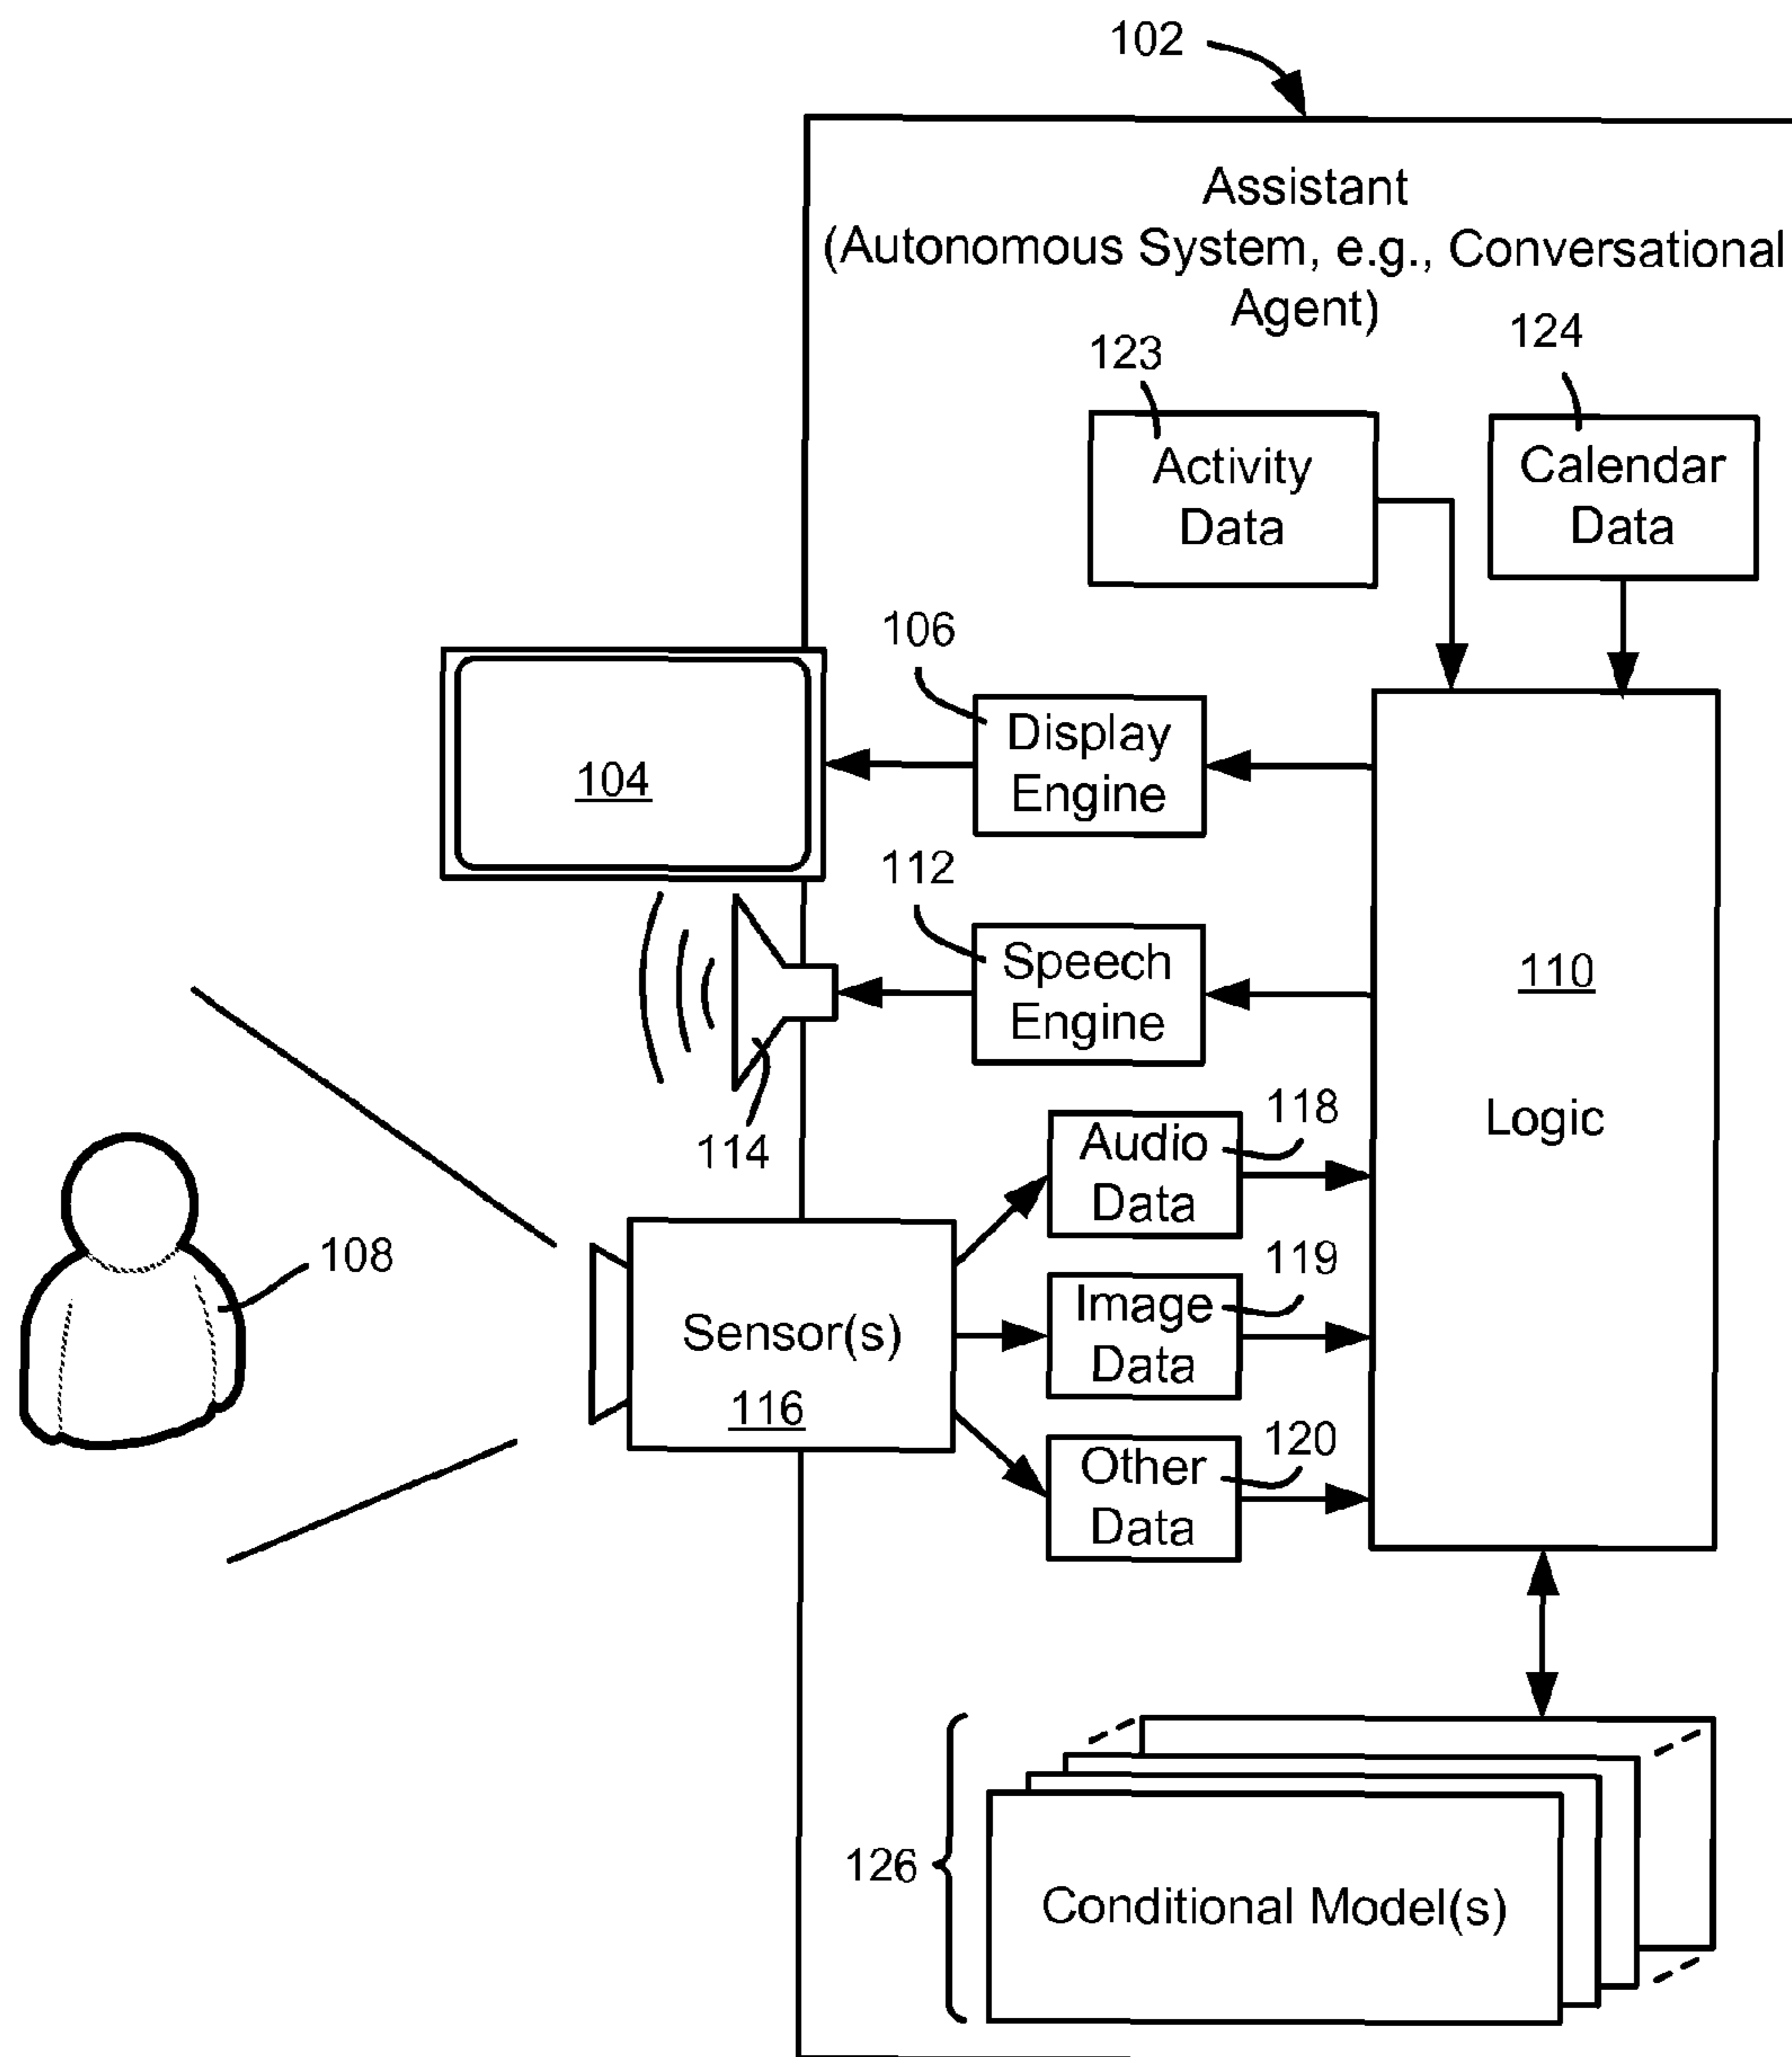 102
Assistant
(Autonomous System, e.g., Conversational
Agent)
123
124
Activity
Data
Calendar
Data
106
Display
Engine
104
112
Speech
Engine
110
Logic
114
118
Audio
Data
108
119
Image
Data
Sensor(s)
116
120
Other
Data
126
Conditional Model(s)